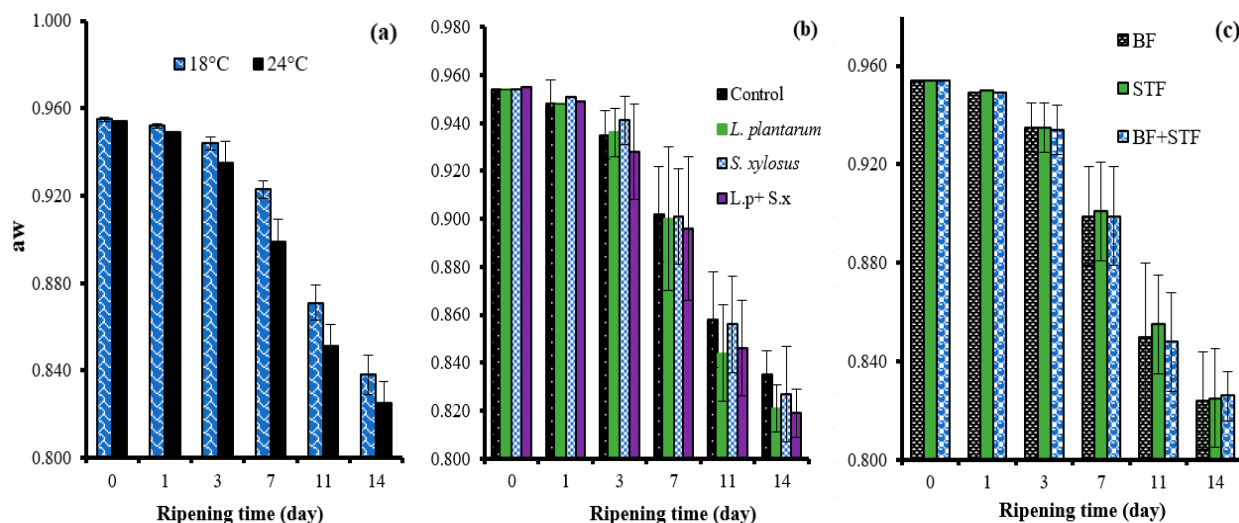 (a)
18°C 24°C
1.000
0.960
0.920
0.880
0.840
0.800
aw
0 1 3 7 11 14
Ripening time (day)
(b)
Control
L. plantarum
S. xylosus
L.p+ S.x
0.980
0.960
0.940
0.920
0.900
0.880
0.860
0.840
0.820
0.800
0 1 3 7 11 14
Ripening time (day)
(c)
BF
STF
BF+STF
0.960
0.920
0.880
0.840
0.800
0 1 3 7 11 14
Ripening time (day)